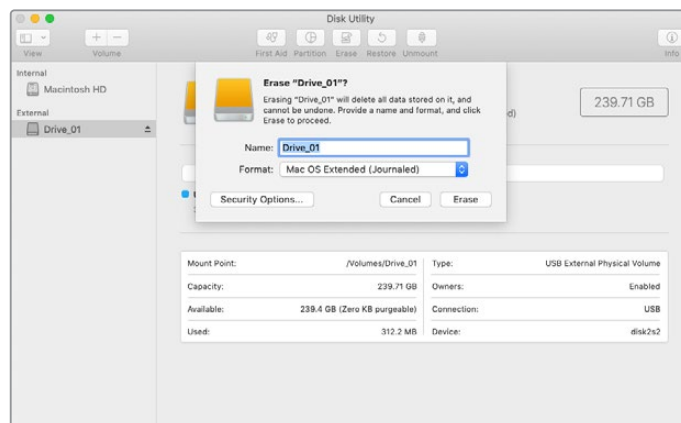 Disk Utility
View
Volume
First Aid Partition Erase Restore Unmount
Info
Internal
Macintosh HD
External
Drive_01
Erase “Drive_01”?
Erasing “Drive_01” will delete all data stored on it, and
cannot be undone. Provide a name and format, and click
Erase to proceed.
d)
239.71 GB
Name: Drive_01
Format: Mac OS Extended (Journaled)
Security Options... Cancel Erase
Mount Point: /Volumes/Drive_01 Type: USB External Physical Volume
Capacity: 239.71 GB Owners: Enabled
Available: 239.4 GB (Zero KB purgeable) Connection: USB
Used: 312.2 MB Device: disk2s2